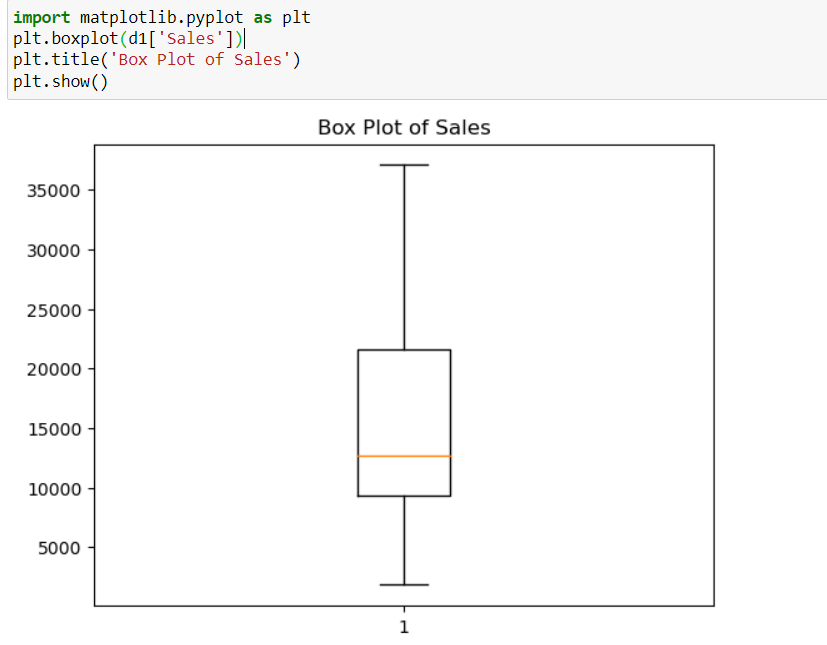 import matplotlib.pyplot as plt
plt.boxplot(d1['Sales'])
plt.title('Box Plot of Sales')
plt.show()
Box Plot of Sales
35000
30000
25000
20000
15000
10000
5000
1